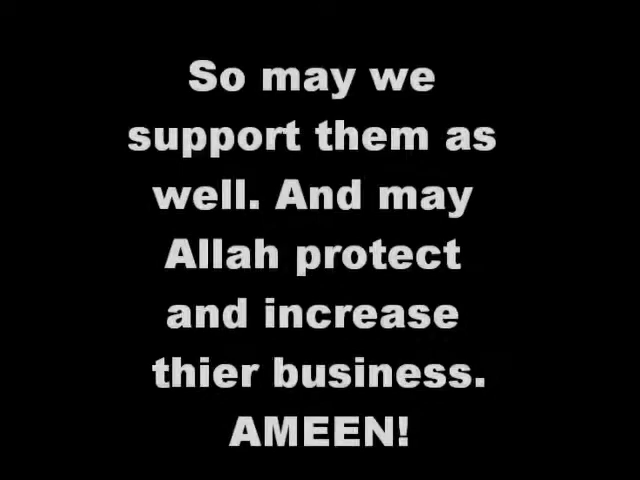 So may we
support them as
well. And may
Allah protect
and increase
thier business.
AMEEN!